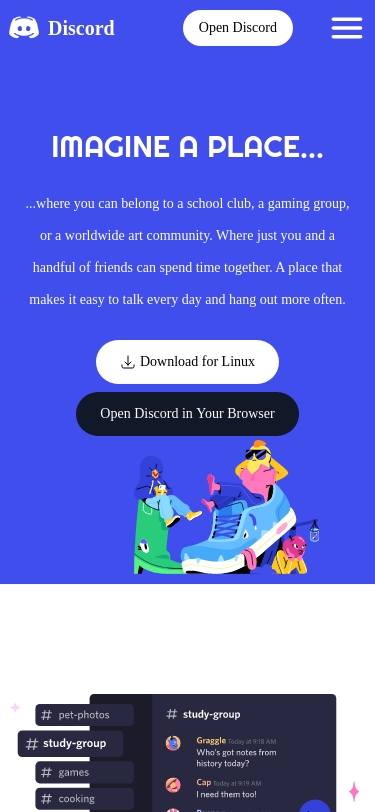 Discord
Open Discord
IMAGINE A PLACE...
...where you can belong to a school club, a gaming group,
or a worldwide art community. Where just you and a
handful of friends can spend time together. A place that
makes it easy to talk every day and hang out more often.
Download for Linux
Open Discord in Your Browser
# pet-photos
# study-group
# games
# cooking
# study-group
Graggle Today at 9:18 AM
Who's got notes from
history today?
Cap Today at 9:19 AM
I need them too!